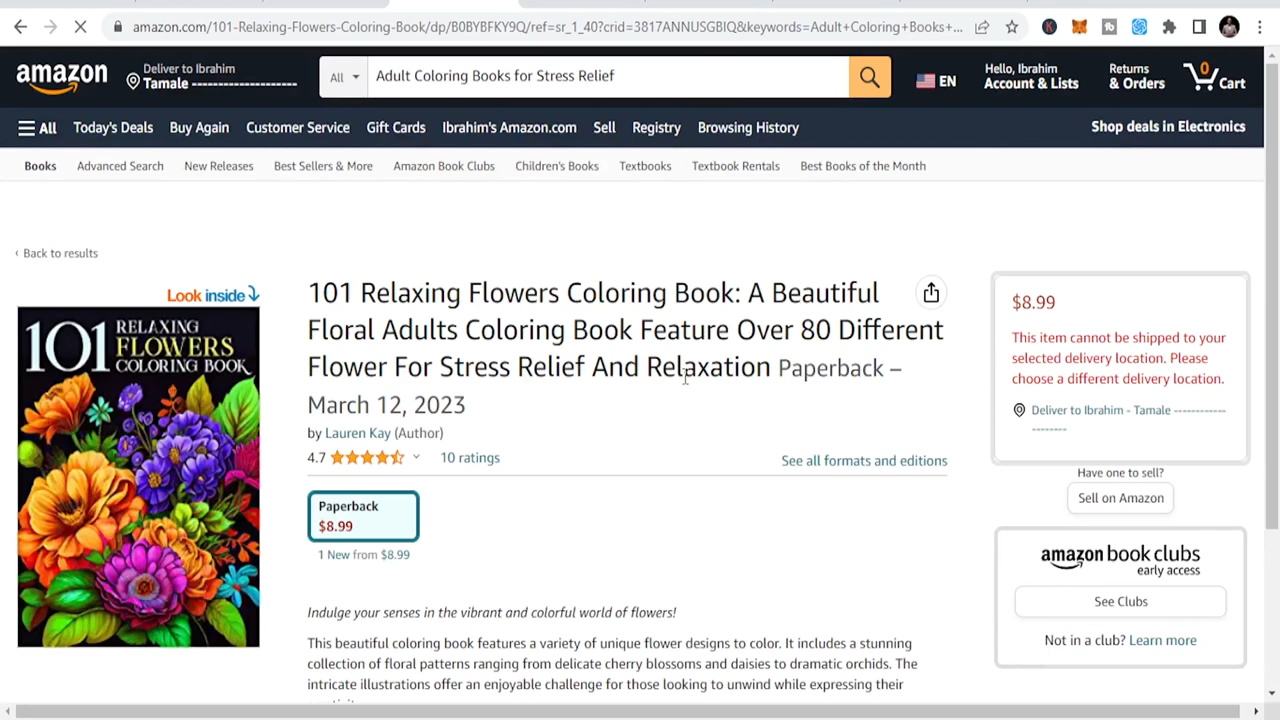 amazon.com/101-Relaxing-Flowers-Coloring-Book/dp/B0BYBFKY9Q/ref=sr_1_40?crid=3817ANNUSGBIQ&keywords=Adult+Coloring+Books+...
amazon
Deliver to Ibrahim
Tamale --------------------
All
Adult Coloring Books for Stress Relief
EN
Hello, Ibrahim
Account & Lists
Returns
& Orders
0
Cart
All
Today's Deals
Buy Again
Customer Service
Gift Cards
Ibrahim's Amazon.com
Sell
Registry
Browsing History
Shop deals in Electronics
Books
Advanced Search
New Releases
Best Sellers & More
Amazon Book Clubs
Children's Books
Textbooks
Textbook Rentals
Best Books of the Month
‹ Back to results
Look inside
101 RELAXING
FLOWERS
COLORING BOOK
101 Relaxing Flowers Coloring Book: A Beautiful
Floral Adults Coloring Book Feature Over 80 Different
Flower For Stress Relief And Relaxation Paperback –
March 12, 2023
by Lauren Kay (Author)
4.7
10 ratings
See all formats and editions
Paperback
$8.99
1 New from $8.99
Indulge your senses in the vibrant and colorful world of flowers!
This beautiful coloring book features a variety of unique flower designs to color. It includes a stunning
collection of floral patterns ranging from delicate cherry blossoms and daisies to dramatic orchids. The
intricate illustrations offer an enjoyable challenge for those looking to unwind while expressing their
$8.99
This item cannot be shipped to your
selected delivery location. Please
choose a different delivery location.
Deliver to Ibrahim - Tamale ------------
--------
Have one to sell?
Sell on Amazon
amazon book clubs
early access
See Clubs
Not in a club? Learn more